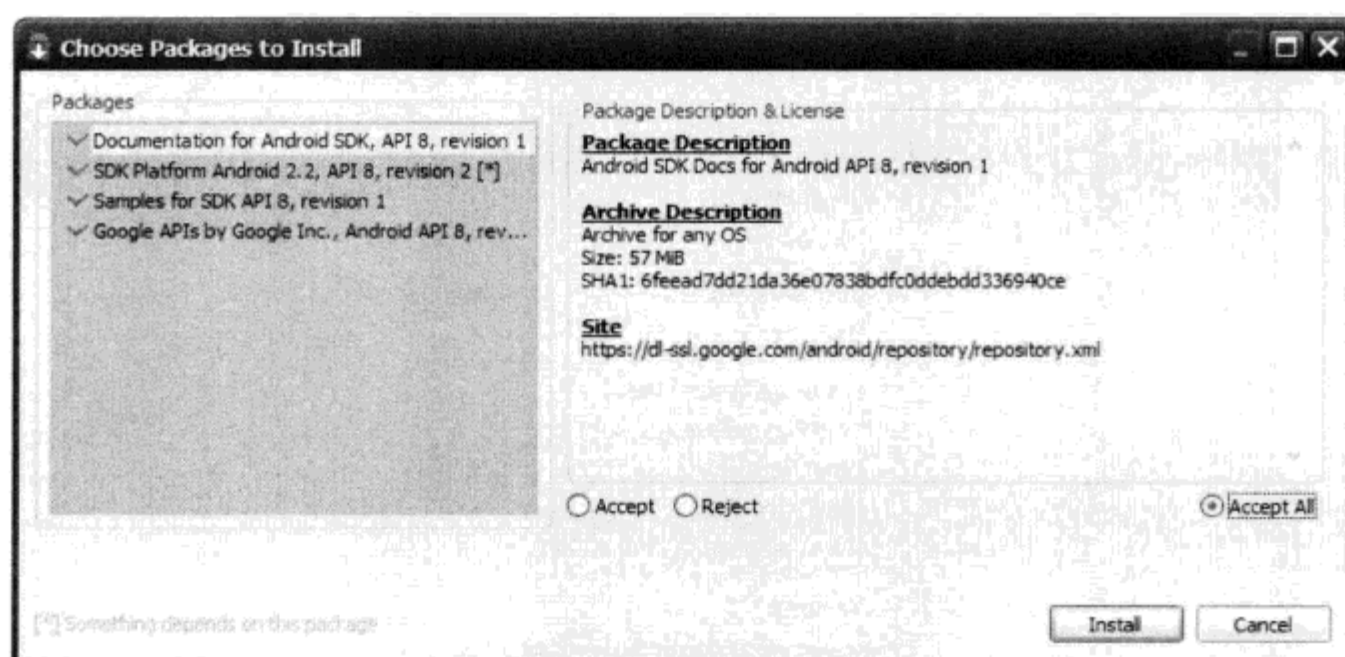 Choose Packages to Install
Packages
Documentation for Android SDK, API 8, revision 1
SDK Platform Android 2.2, API 8, revision 2 [*]
Samples for SDK API 8, revision 1
Google APIs by Google Inc., Android API 8, rev...
Package Description & License
Package Description
Android SDK Docs for Android API 8, revision 1
Archive Description
Archive for any OS
Size: 57 MiB
SHA1: 6feead7dd21da36e07838bdfc0ddebdd336940ce
Site
https://dl-ssl.google.com/android/repository/repository.xml
Accept
Reject
Accept All
[*] Something depends on this package
Install
Cancel